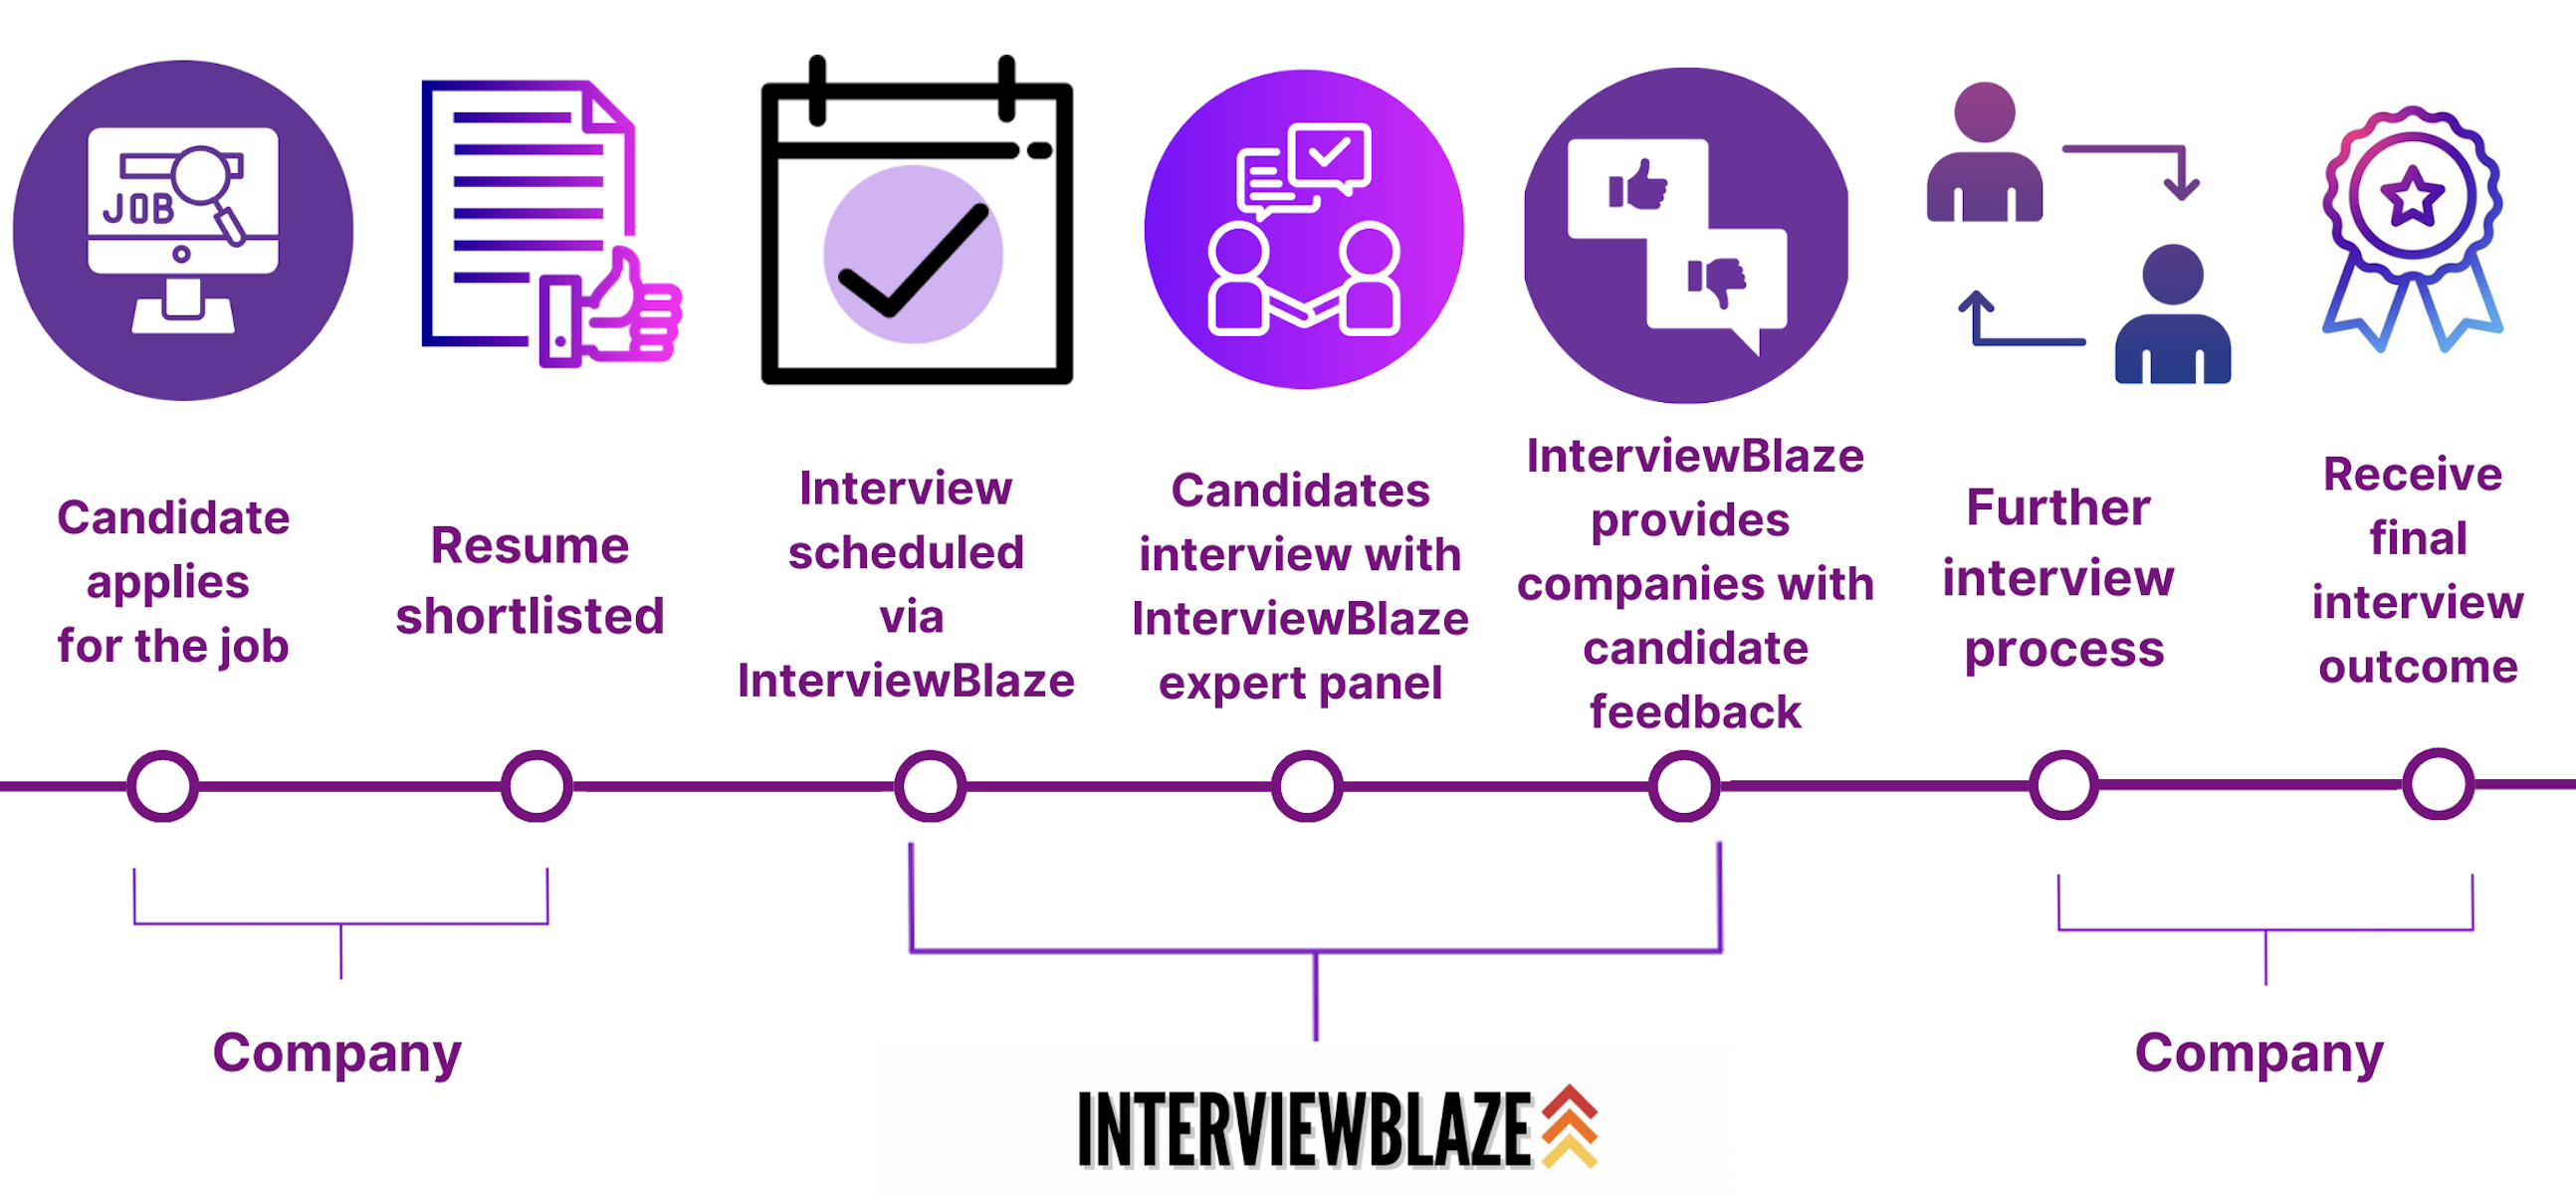 JOB
Candidate
applies
for the job
Resume
shortlisted
Interview
scheduled
via
InterviewBlaze
Candidates
interview with
InterviewBlaze
expert panel
InterviewBlaze
provides
companies with
candidate
feedback
Further
interview
process
Receive
final
interview
outcome
Company
INTERVIEWBLAZE
Company